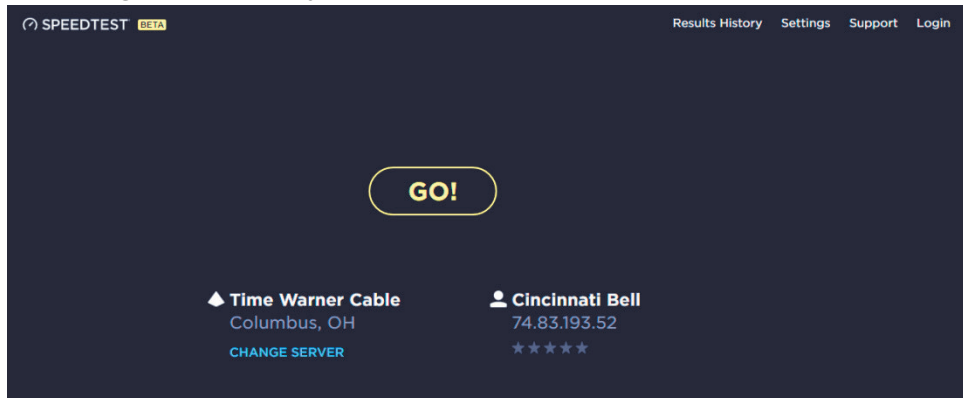 SPEEDTEST BETA
Results History Settings Support Login
GO!
Time Warner Cable
Columbus, OH
CHANGE SERVER
Cincinnati Bell
74.83.193.52